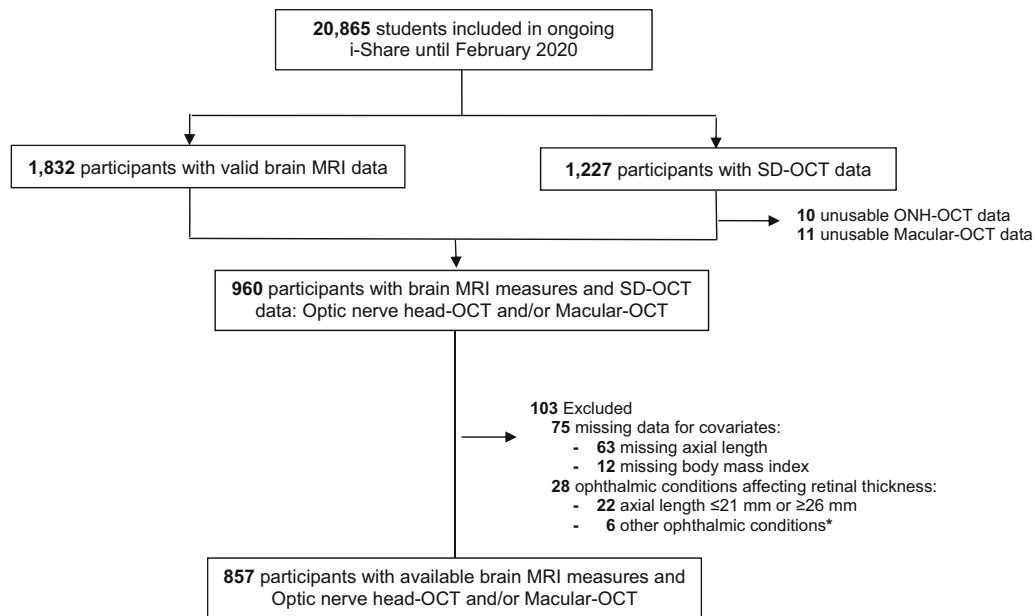 20,865 students included in ongoing
i-Share until February 2020
1,832 participants with valid brain MRI data
1,227 participants with SD-OCT data
10 unusable ONH-OCT data
11 unusable Macular-OCT data
960 participants with brain MRI measures and SD-OCT
data: Optic nerve head-OCT and/or Macular-OCT
103 Excluded
75 missing data for covariates:
- 63 missing axial length
- 12 missing body mass index
28 ophthalmic conditions affecting retinal thickness:
- 22 axial length ≤21 mm or ≥26 mm
- 6 other ophthalmic conditions*
857 participants with available brain MRI measures and
Optic nerve head-OCT and/or Macular-OCT